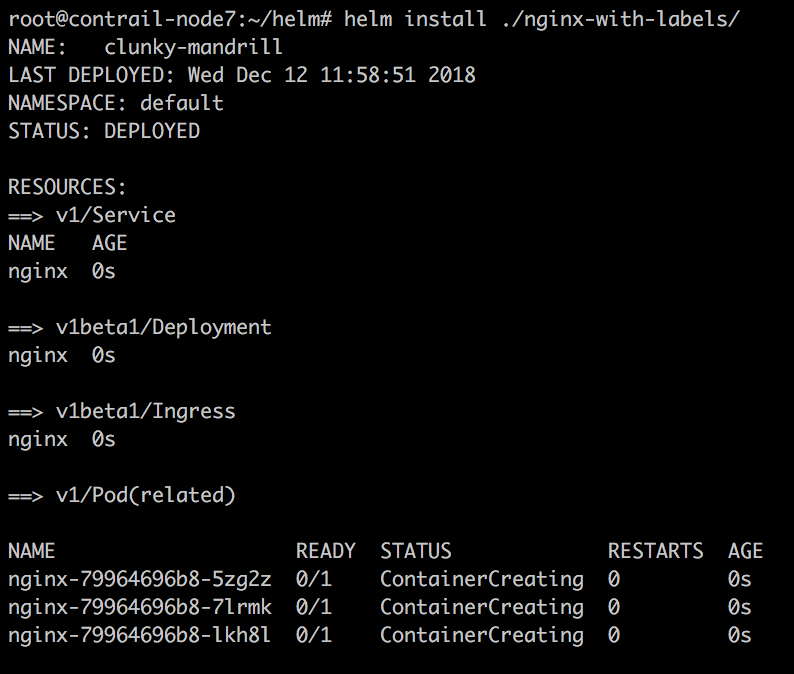 root@contrail-node7:~/helm# helm install ./nginx-with-labels/
NAME:   clunky-mandrill
LAST DEPLOYED: Wed Dec 12 11:58:51 2018
NAMESPACE: default
STATUS: DEPLOYED
RESOURCES:
==> v1/Service
NAME   AGE
nginx  0s
==> v1beta1/Deployment
nginx  0s
==> v1beta1/Ingress
nginx  0s
==> v1/Pod(related)
NAME                    READY  STATUS             RESTARTS  AGE
nginx-79964696b8-5zg2z  0/1    ContainerCreating  0         0s
nginx-79964696b8-7lrmk  0/1    ContainerCreating  0         0s
nginx-79964696b8-lkh8l  0/1    ContainerCreating  0         0s